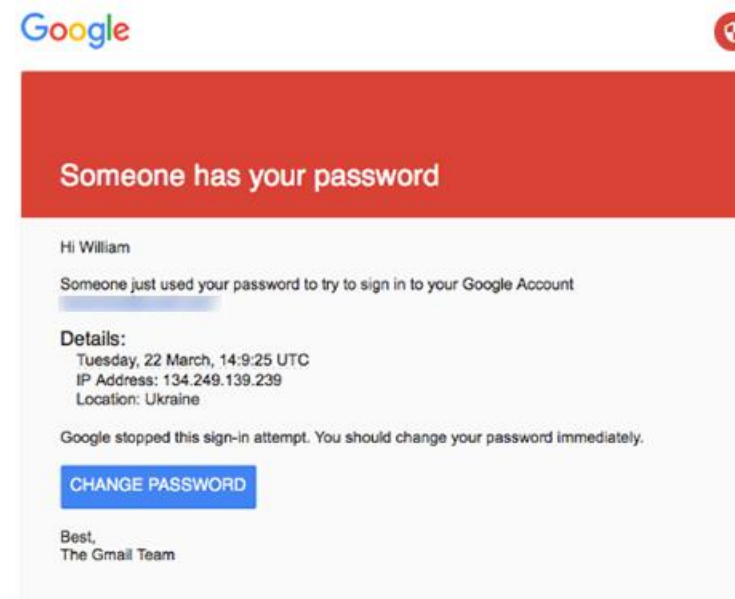 Google
Someone has your password
Hi William
Someone just used your password to try to sign in to your Google Account
Details:
Tuesday, 22 March, 14:9:25 UTC
IP Address: 134.249.139.239
Location: Ukraine
Google stopped this sign-in attempt. You should change your password immediately.
CHANGE PASSWORD
Best,
The Gmail Team